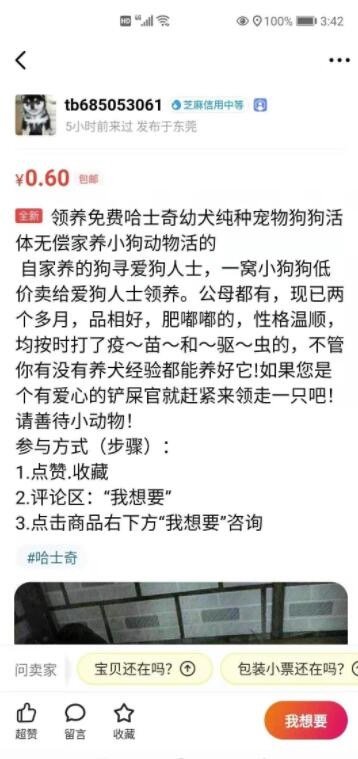 HD 4G 100% 3:42
tb685053061 芝麻信用中等
5小时前来过 发布于东莞
¥0.60 包邮
全新 领养免费哈士奇幼犬纯种宠物狗狗活
体无偿家养小狗动物活的
自家养的狗寻爱狗人士，一窝小狗狗低
价卖给爱狗人士领养。公母都有，现已两
个多月，品相好，肥嘟嘟的，性格温顺，
均按时打了疫～苗～和～驱～虫的，不管
你有没有养犬经验都能养好它!如果您是
个有爱心的铲屎官就赶紧来领走一只吧！
请善待小动物！
参与方式（步骤）：
1.点赞.收藏
2.评论区：“我想要”
3.点击商品右下方“我想要”咨询
#哈士奇
问卖家 宝贝还在吗？ 包装小票还在吗？
超赞 留言 收藏 我想要